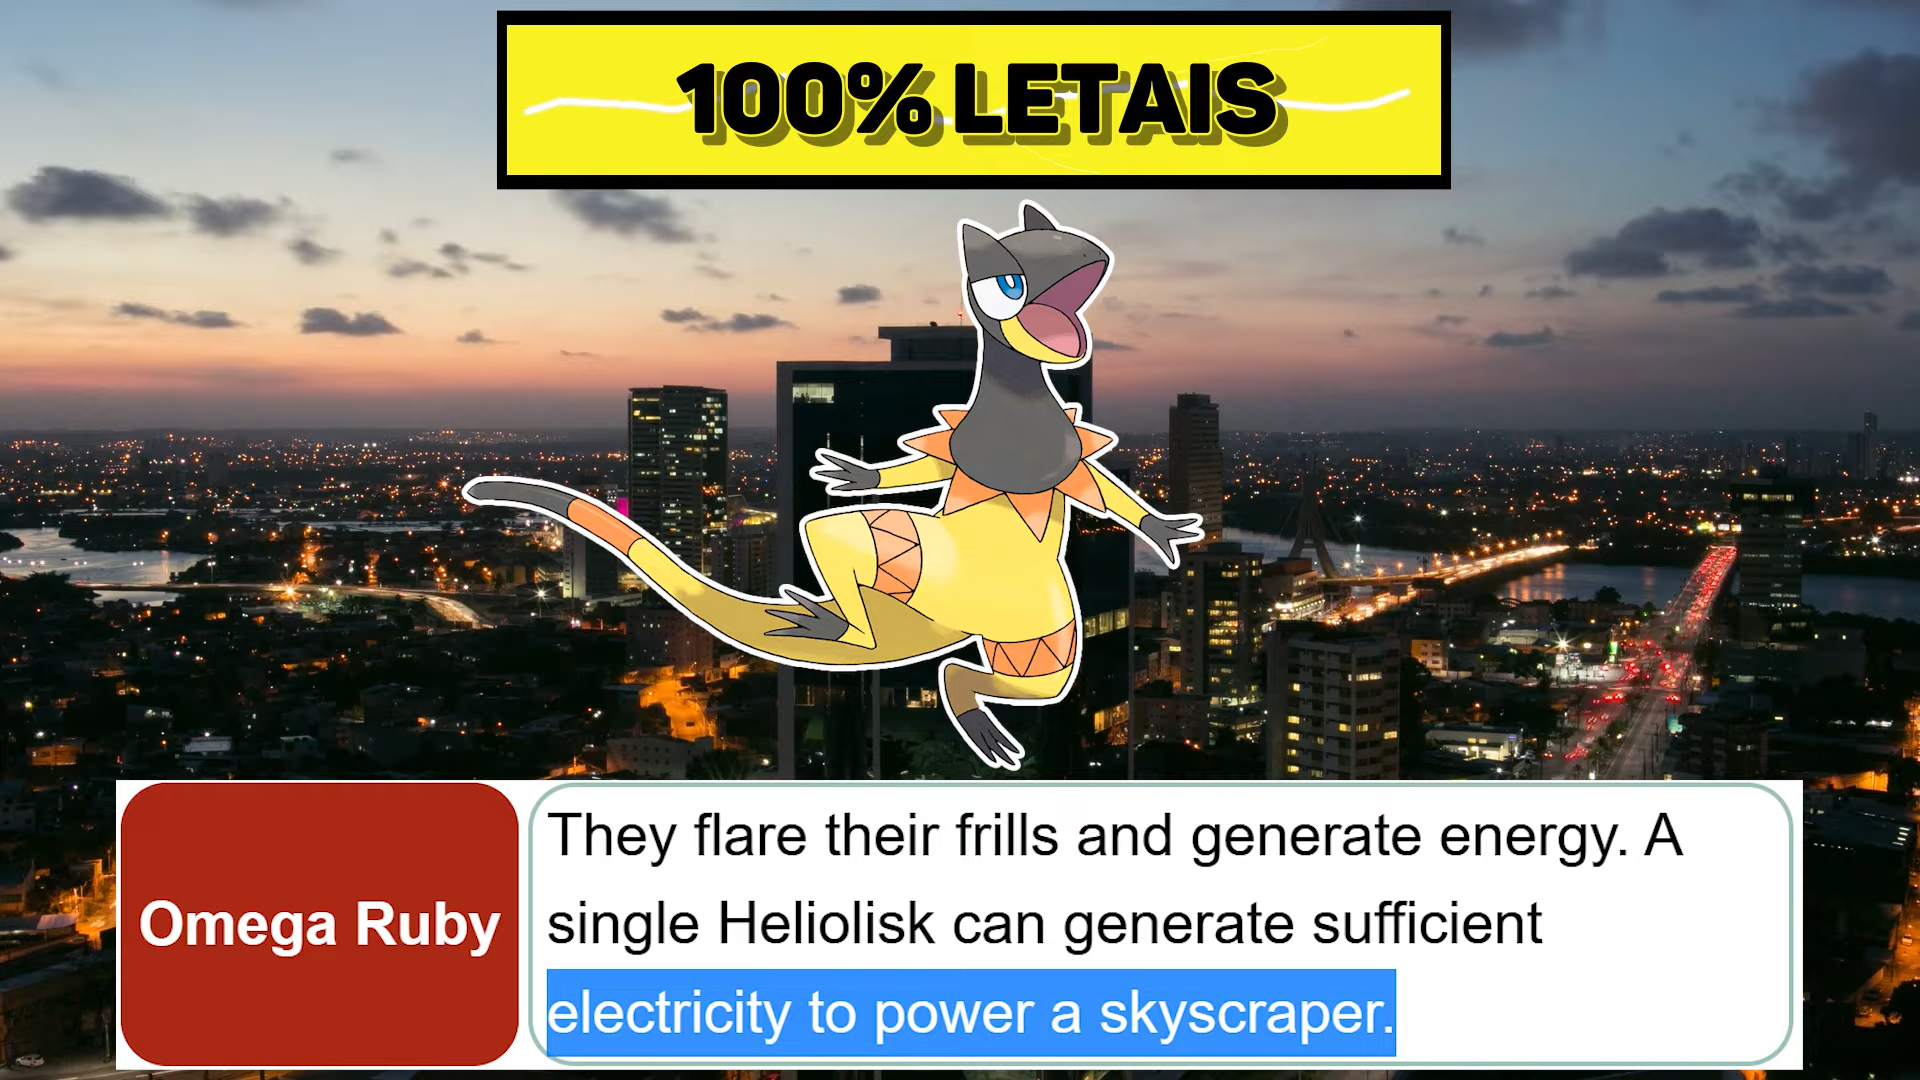 100% LETAIS
Omega Ruby
They flare their frills and generate energy. A
single Heliolisk can generate sufficient
electricity to power a skyscraper.